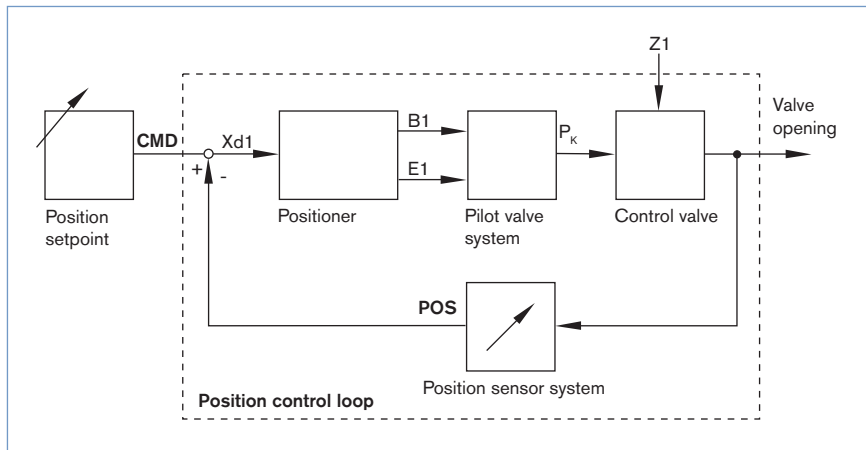 Z1
Valve
opening
CMD
Xd1
B1
P K
+
-
E1
Position
setpoint
Positioner
Pilot valve
system
Control valve
POS
Position sensor system
Position control loop